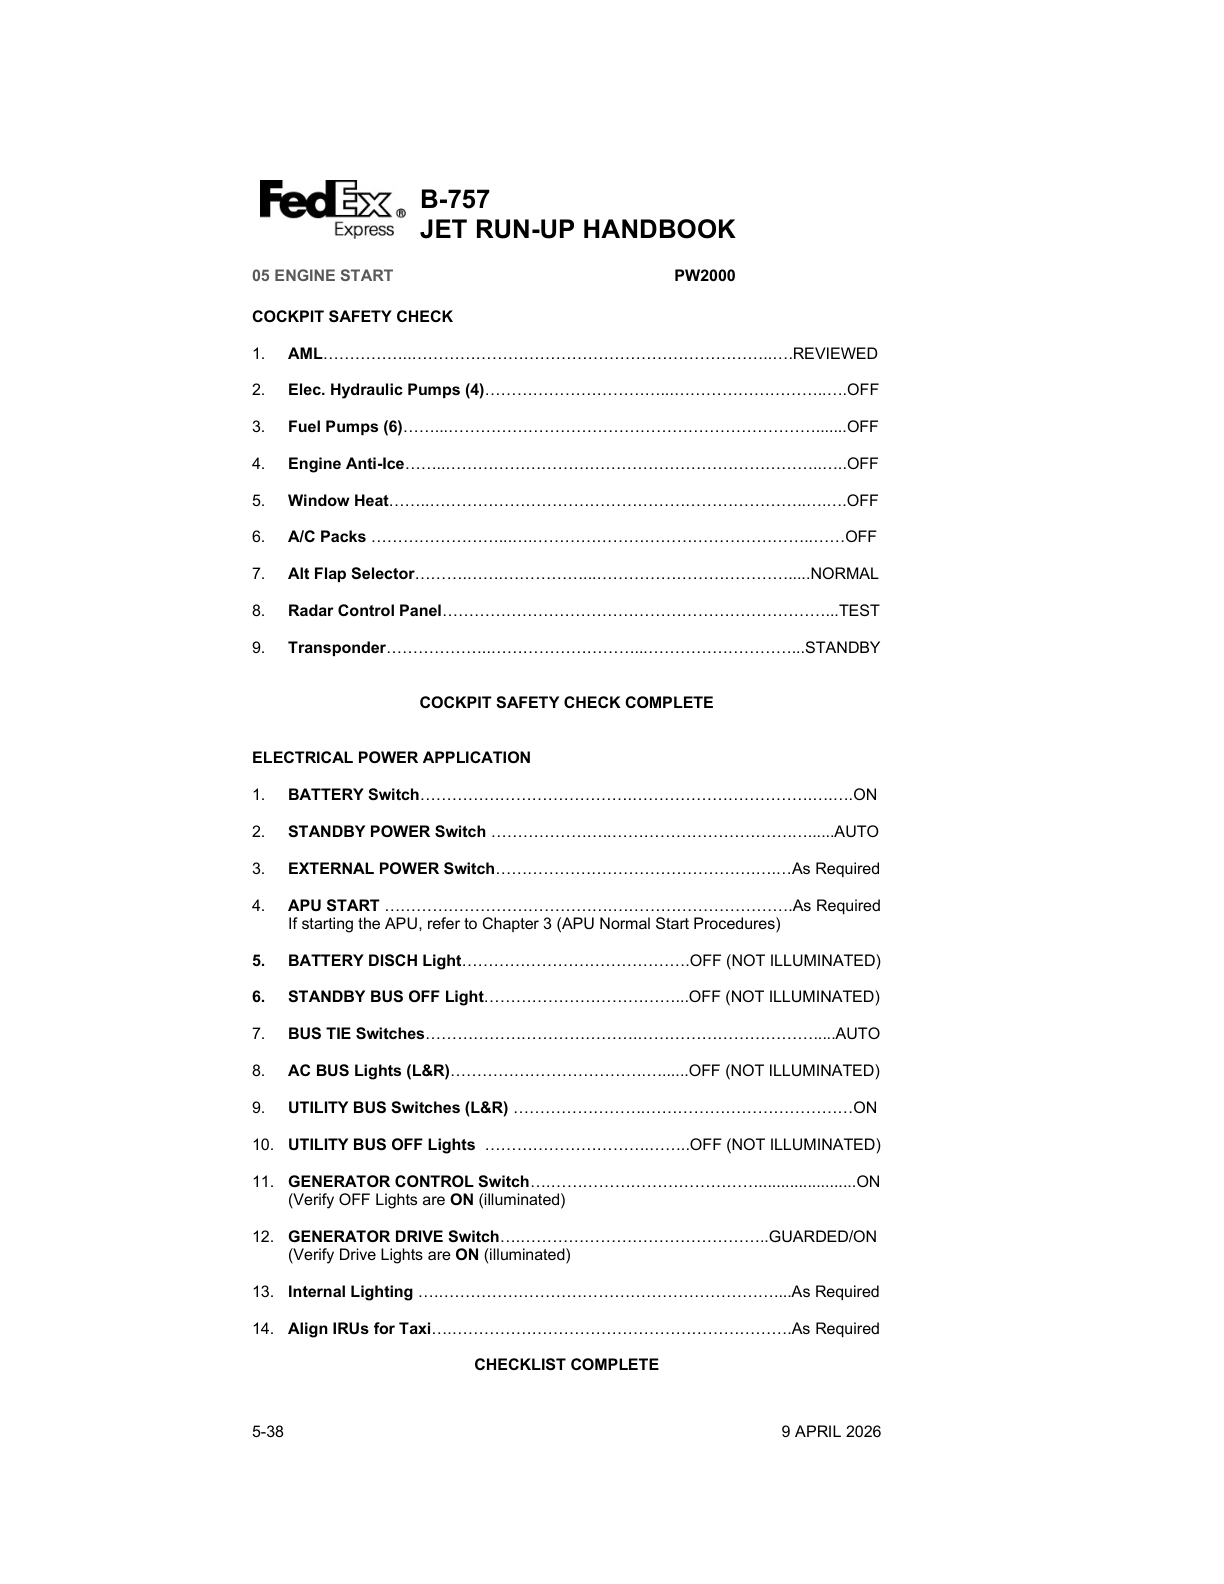 FedEx® B-757
Express JET RUN-UP HANDBOOK
05 ENGINE START PW2000
COCKPIT SAFETY CHECK
1. AML……………..…………………………………………………………..….REVIEWED
2. Elec. Hydraulic Pumps (4)……………………………..………………………..….OFF
3. Fuel Pumps (6)……..……………………………………………………………......OFF
4. Engine Anti-Ice……..……………………………………………………………..…..OFF
5. Window Heat……..……………………………………………………………..…….OFF
6. A/C Packs ……………………..….……………………………………………..……OFF
7. Alt Flap Selector……………….……………..……………………………….....NORMAL
8. Radar Control Panel………………………………………………………………..TEST
9. Transponder………………..………………………..………………………...STANDBY
COCKPIT SAFETY CHECK COMPLETE
ELECTRICAL POWER APPLICATION
1. BATTERY Switch………………………………….…………………………….…….ON
2. STANDBY POWER Switch ………………….………………………………......AUTO
3. EXTERNAL POWER Switch………………………………………………….…As Required
4. APU START …………………………………………………………………….As Required
If starting the APU, refer to Chapter 3 (APU Normal Start Procedures)
5. BATTERY DISCH Light…………………………………….OFF (NOT ILLUMINATED)
6. STANDBY BUS OFF Light………………………………...OFF (NOT ILLUMINATED)
7. BUS TIE Switches………………………………….…………………………….....AUTO
8. AC BUS Lights (L&R)……………………………….…......OFF (NOT ILLUMINATED)
9. UTILITY BUS Switches (L&R) …………………….…………………………………ON
10. UTILITY BUS OFF Lights ………………………….……..OFF (NOT ILLUMINATED)
11. GENERATOR CONTROL Switch…………………………………….......................ON
(Verify OFF Lights are ON (illuminated)
12. GENERATOR DRIVE Switch…..………………….……………………..GUARDED/ON
(Verify Drive Lights are ON (illuminated)
13. Internal Lighting ….………………………………………………………...As Required
14. Align IRUs for Taxi….……………………………………………………….As Required
CHECKLIST COMPLETE
5-38 9 APRIL 2026